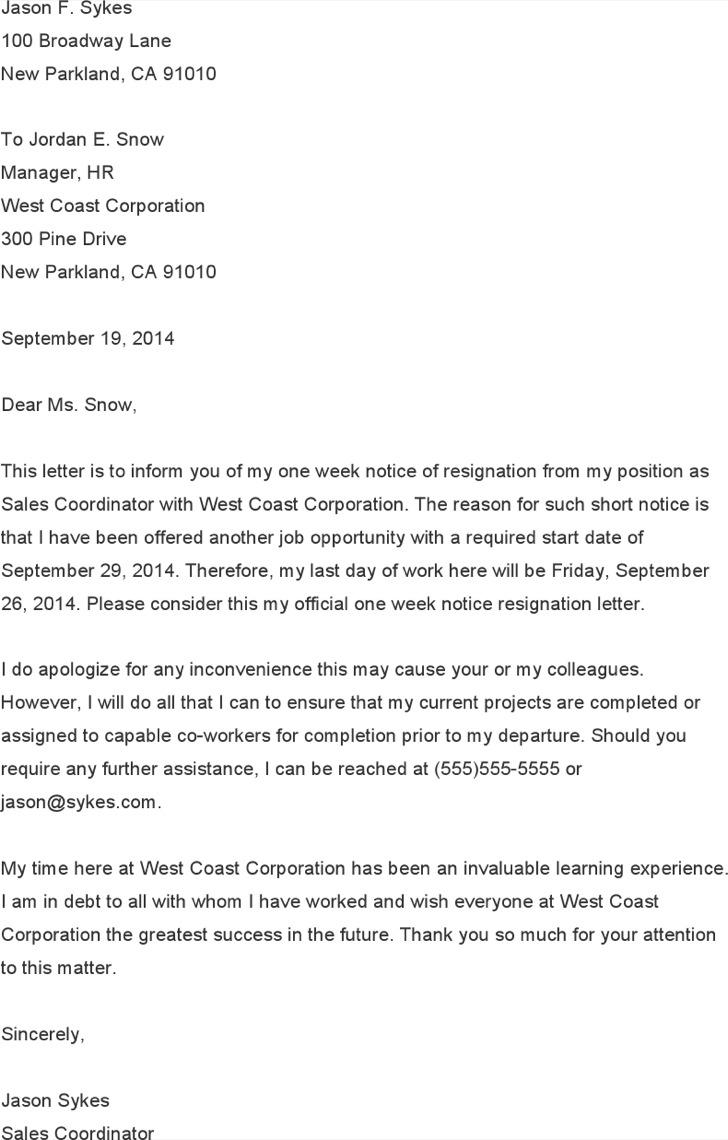 Jason F. Sykes
100 Broadway Lane
New Parkland, CA 91010
To Jordan E. Snow
Manager, HR
West Coast Corporation
300 Pine Drive
New Parkland, CA 91010
September 19, 2014
Dear Ms. Snow,
This letter is to inform you of my one week notice of resignation from my position as
Sales Coordinator with West Coast Corporation. The reason for such short notice is
that I have been offered another job opportunity with a required start date of
September 29, 2014. Therefore, my last day of work here will be Friday, September
26, 2014. Please consider this my official one week notice resignation letter.
I do apologize for any inconvenience this may cause your or my colleagues.
However, I will do all that I can to ensure that my current projects are completed or
assigned to capable co-workers for completion prior to my departure. Should you
require any further assistance, I can be reached at (555)555-5555 or
jason@sykes.com.
My time here at West Coast Corporation has been an invaluable learning experience.
I am in debt to all with whom I have worked and wish everyone at West Coast
Corporation the greatest success in the future. Thank you so much for your attention
to this matter.
Sincerely,
Jason Sykes
Sales Coordinator